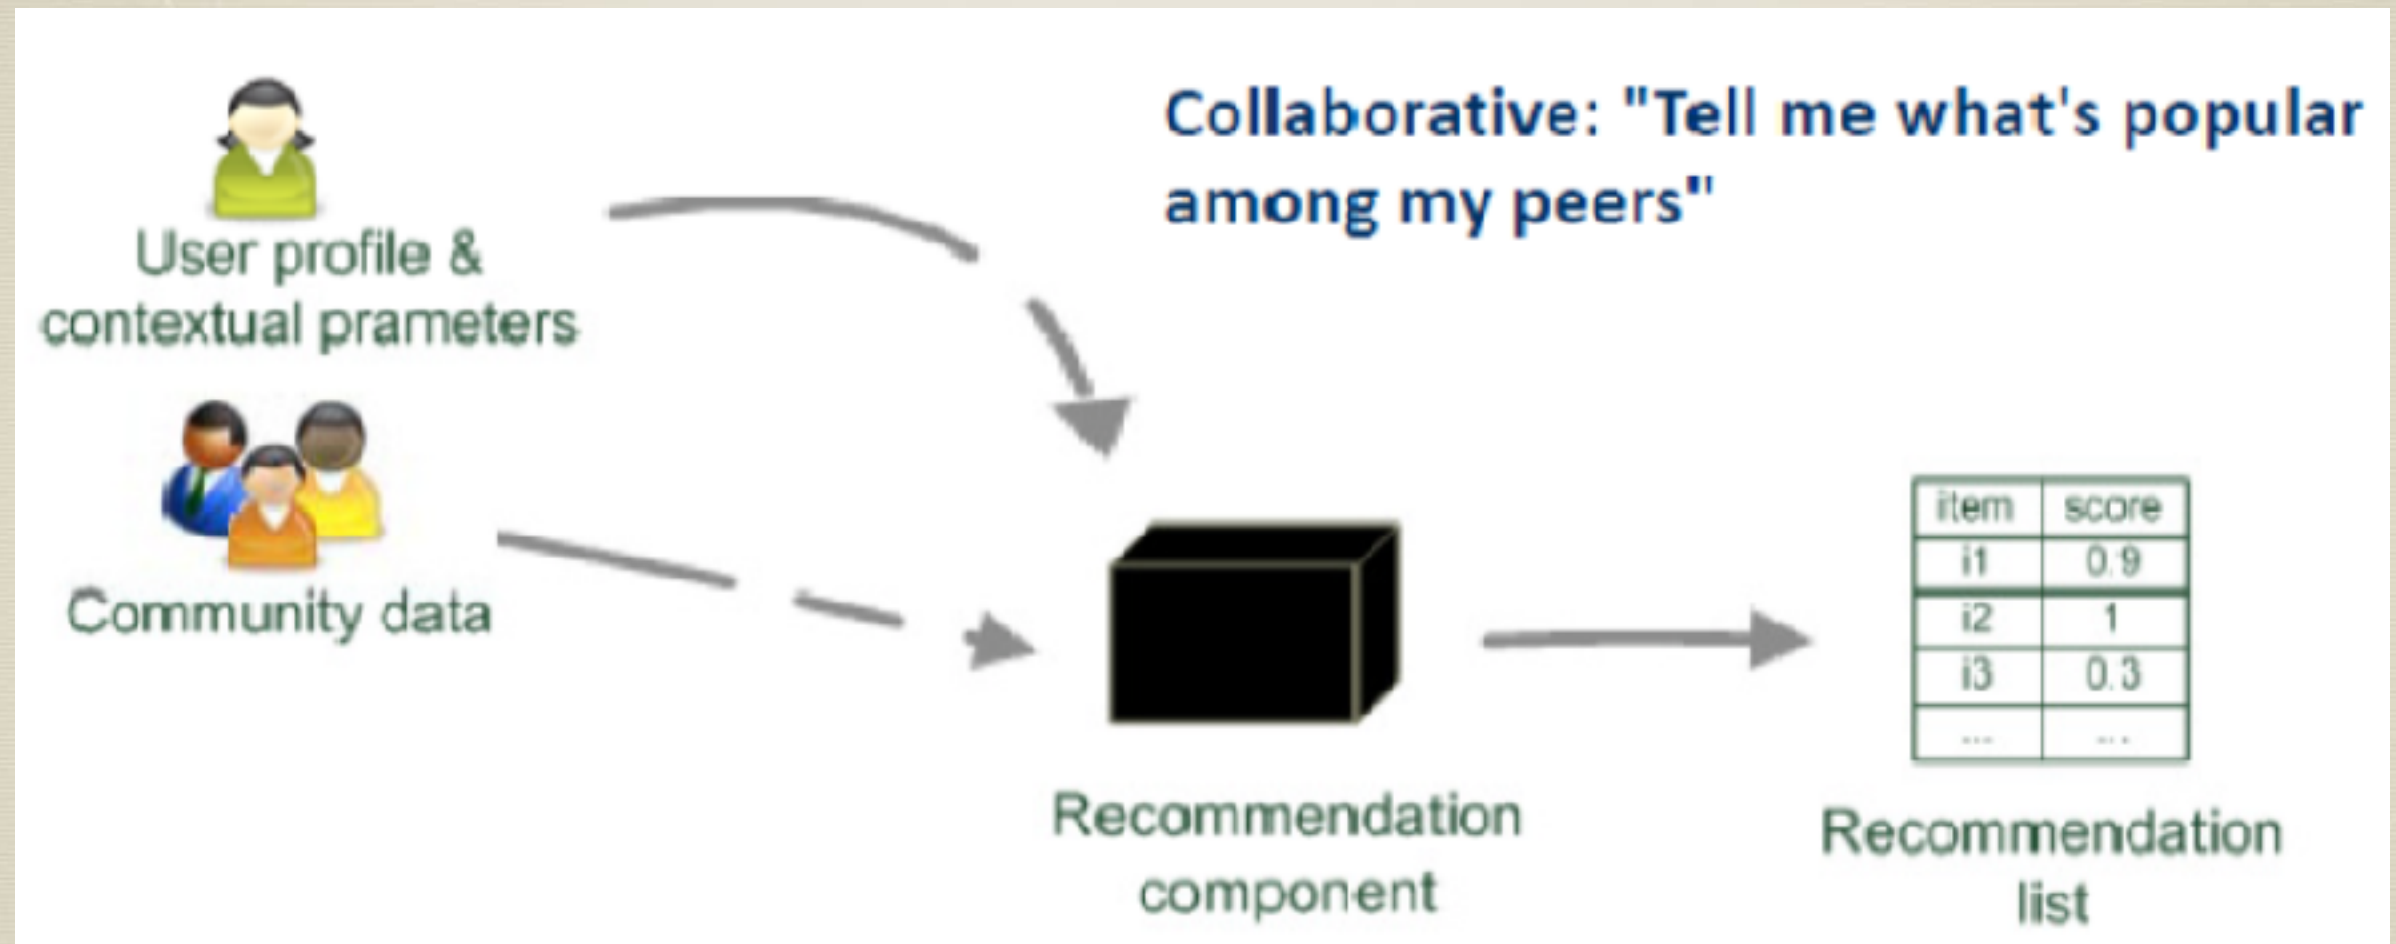 Collaborative: "Tell me what's popular
among my peers"
User profile &
contextual prameters
Community data
Recommendation
component
item score
i1 0.9
i2 1
i3 0.3
... ...
Recommendation
list